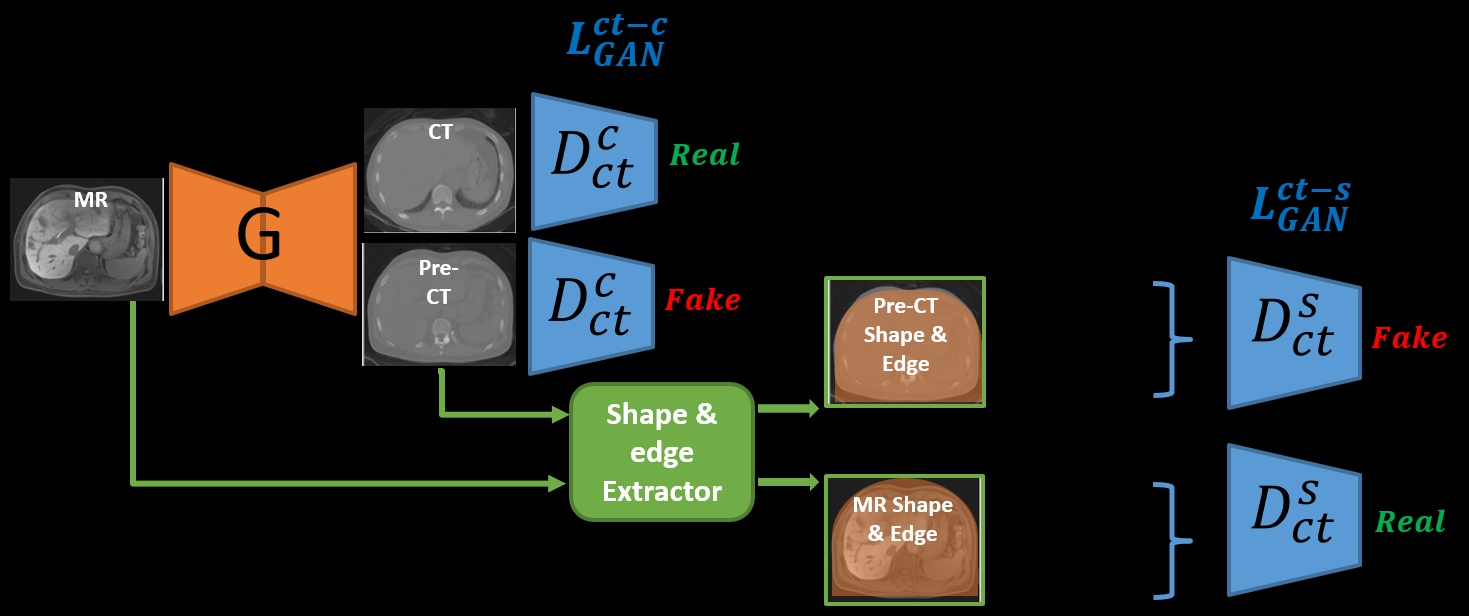 L_{GAN}^{ct-c}
CT
D_{ct}^{c}
Real
MR
G
Pre-
CT
D_{ct}^{c}
Fake
L_{GAN}^{ct-s}
Pre-CT
Shape &
Edge
D_{ct}^{s}
Fake
Shape &
edge
Extractor
MR Shape
& Edge
D_{ct}^{s}
Real